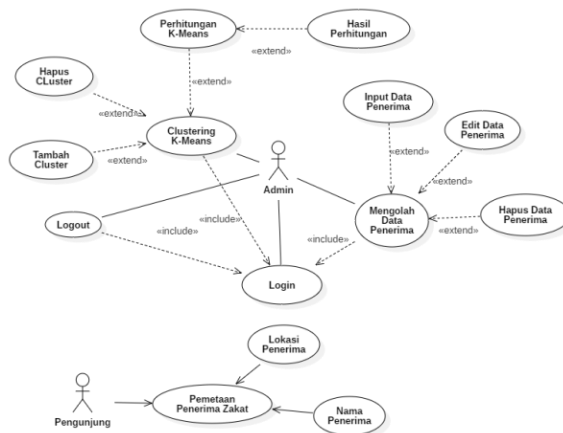 Perhitungan
K-Means
Hasil
Perhitungan
«extend»
«extend»
Hapus
CLuster
«extend»
Clustering
K-Means
Tambah
Cluster
«extend»
Input Data
Penerima
Edit Data
Penerima
«extend»
«extend»
Admin
Mengolah
Data
Penerima
Hapus Data
Penerima
«extend»
Logout
«include»
«include»
«include»
Login
Lokasi
Penerima
Pengunjung
Pemetaan
Penerima Zakat
Nama
Penerima